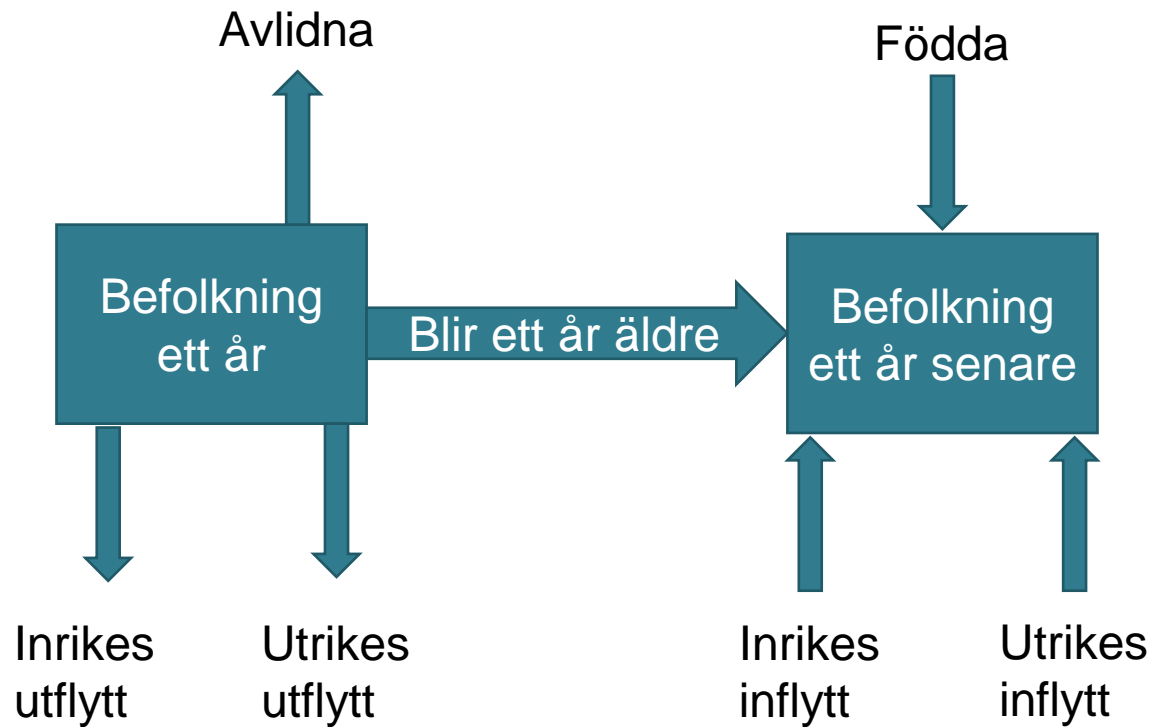 Avlidna
Födda
Befolkning
ett år
Blir ett år äldre
Befolkning
ett år senare
Inrikes
utflytt
Utrikes
utflytt
Inrikes
inflytt
Utrikes
inflytt